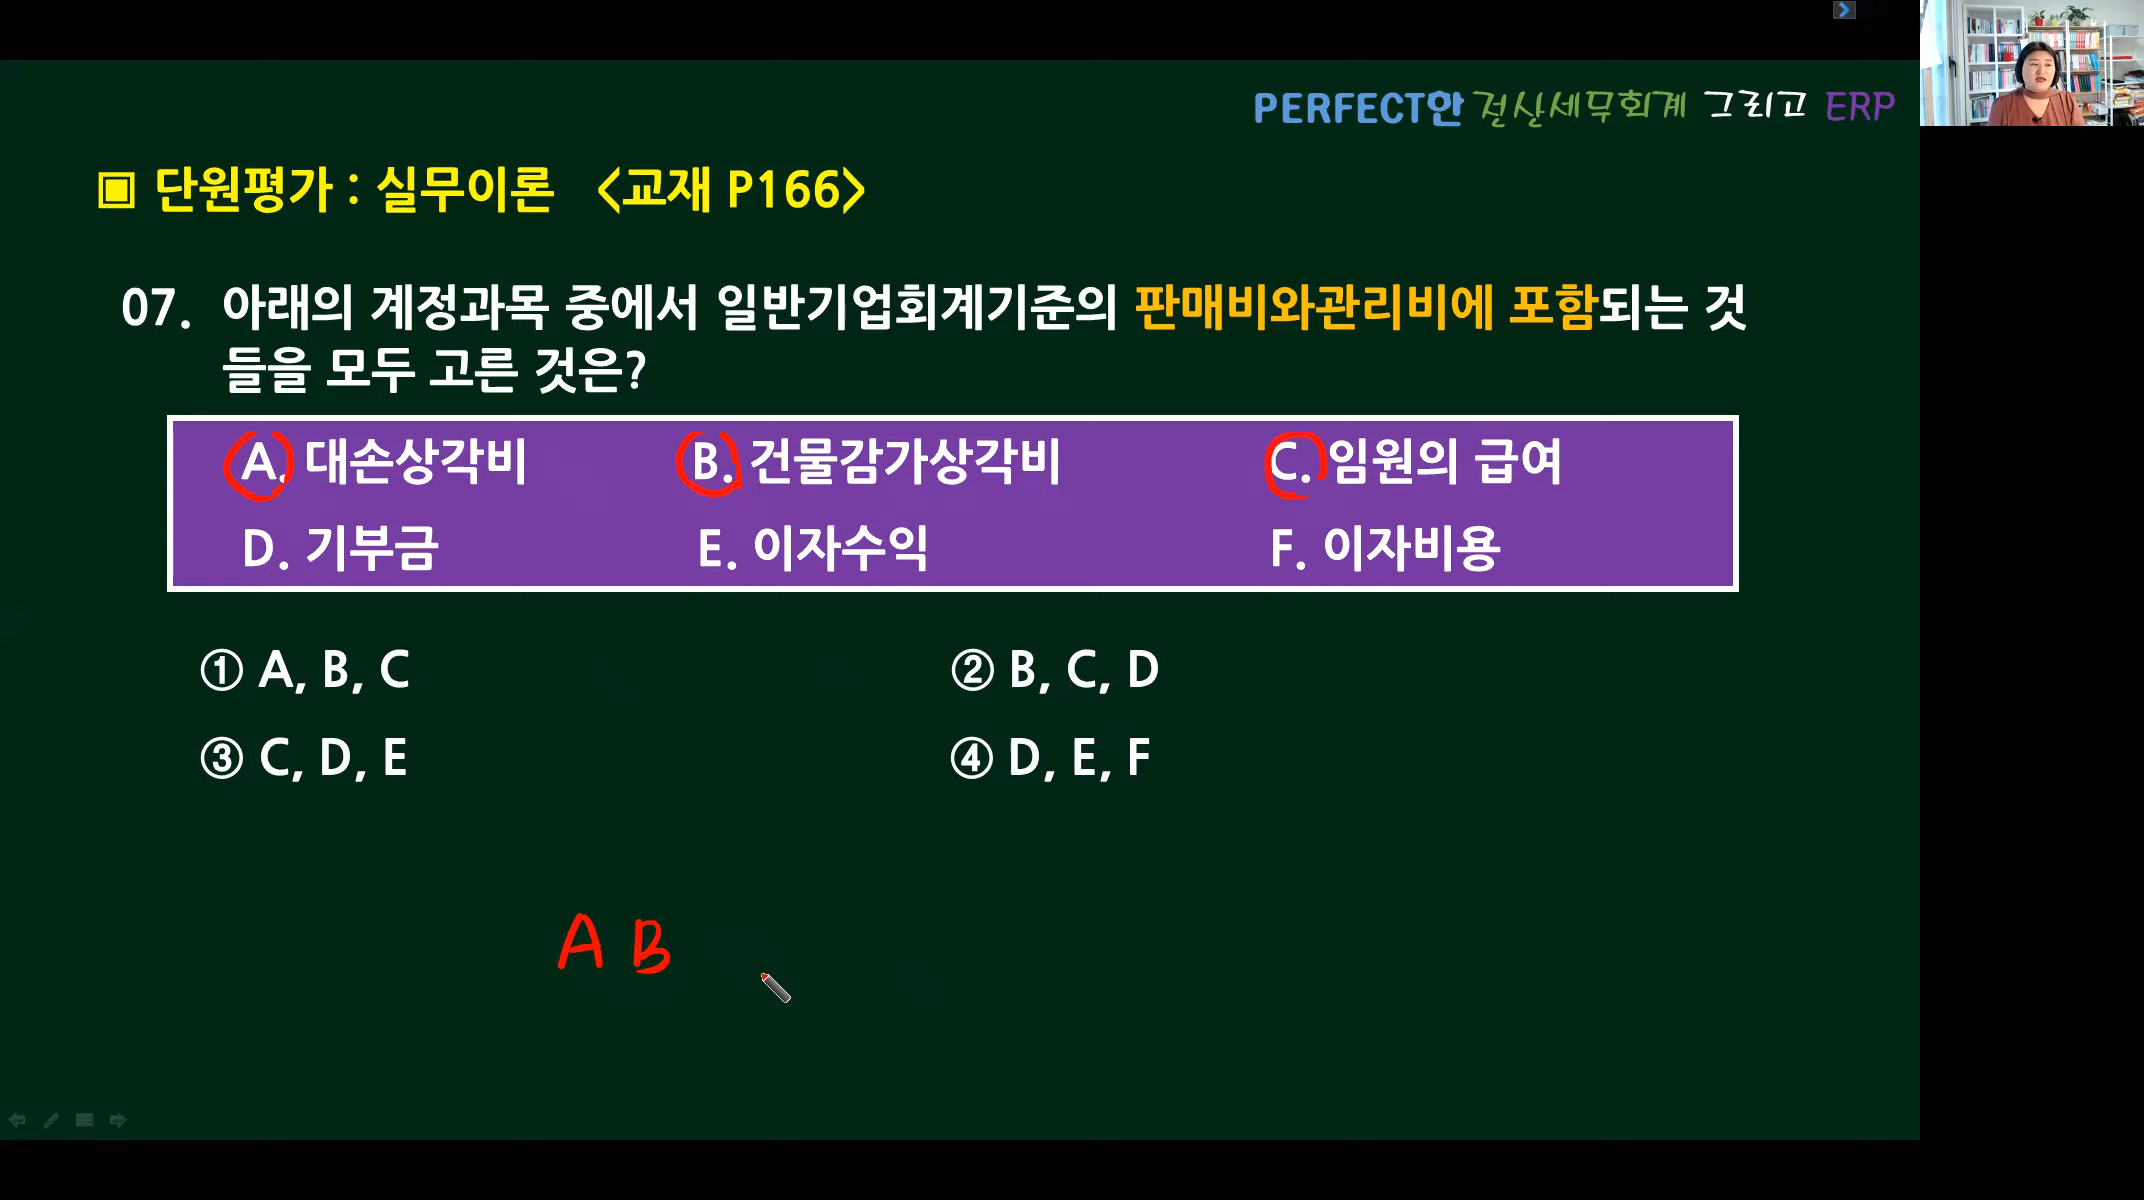 PERFECT한 전산세무회계 그리고 ERP
▣ 단원평가 : 실무이론 <교재 P166>
07. 아래의 계정과목 중에서 일반기업회계기준의 판매비와관리비에 포함되는 것
들을 모두 고른 것은?
A. 대손상각비 B. 건물감가상각비 C. 임원의 급여
D. 기부금 E. 이자수익 F. 이자비용
① A, B, C ② B, C, D
③ C, D, E ④ D, E, F
A B